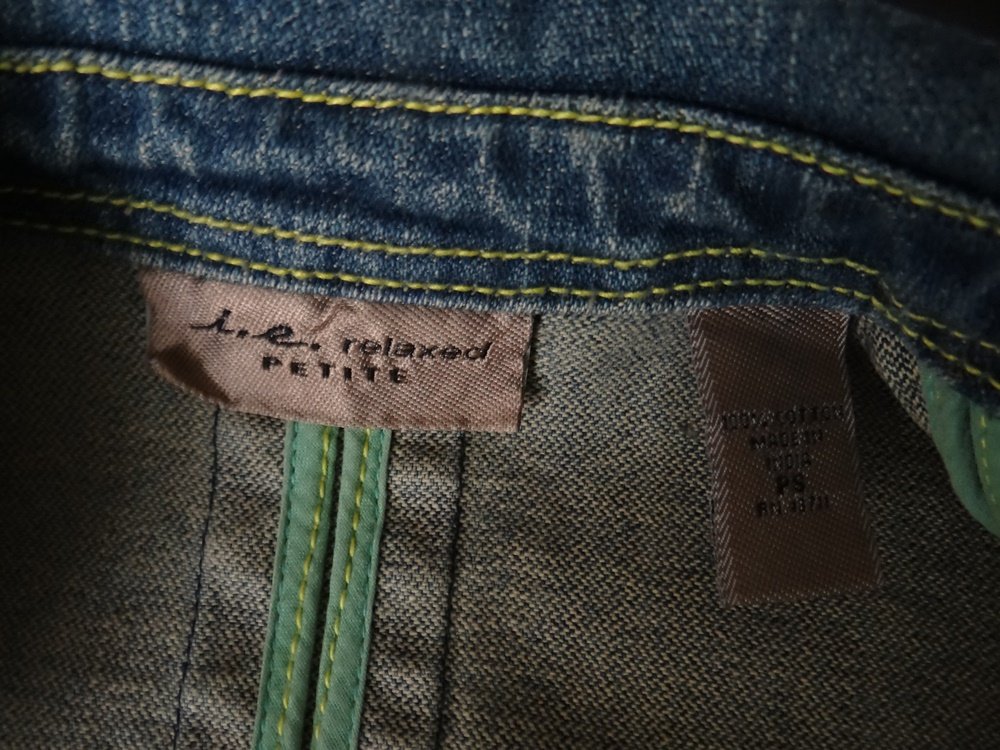 i.e. relaxed
PETITE
100% COTTON
MADE IN
INDIA
PS